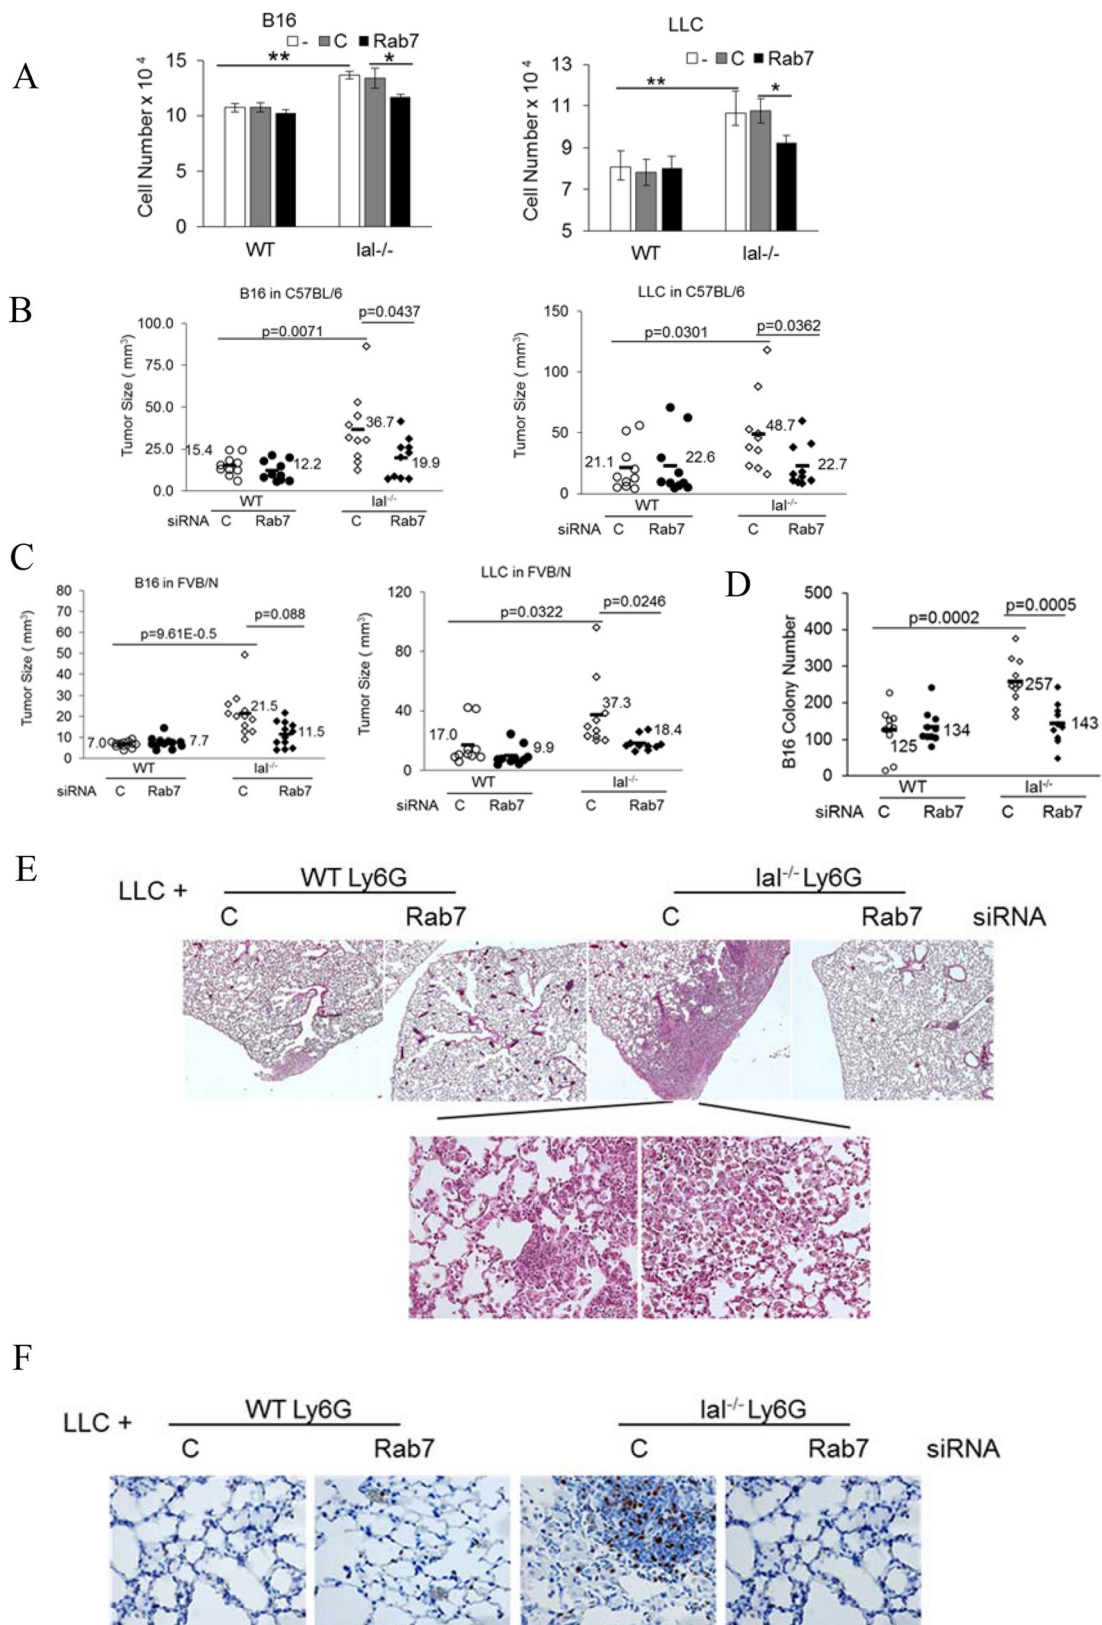 A
B16
- C Rab7
** *
Cell Number x 10 4
15
10
5
0
WT lal-/-
LLC
- C Rab7
** *
Cell Number x 10 4
13
11
9
7
5
WT lal-/-
B
B16 in C57BL/6
p=0.0437
p=0.0071
Tumor Size ( mm3)
100.0
75.0
50.0
25.0
0.0
15.4 12.2 36.7 19.9
WT lal-/-
siRNA C Rab7 C Rab7
LLC in C57BL/6
p=0.0301 p=0.0362
Tumor Size ( mm3)
150
100
50
0
21.1 22.6 48.7 22.7
WT lal-/-
siRNA C Rab7 C Rab7
C
B16 in FVB/N
p=0.088
p=9.61E-0.5
Tumor Size ( mm3)
80
70
60
50
40
30
20
10
0
7.0 7.7 21.5 11.5
WT lal-/-
siRNA C Rab7 C Rab7
LLC in FVB/N
p=0.0322 p=0.0246
Tumor Size ( mm3)
120
80
40
0
17.0 9.9 37.3 18.4
WT lal-/-
siRNA C Rab7 C Rab7
D
p=0.0005
p=0.0002
B16 Colony Number
500
400
300
200
100
0
125 134 257 143
WT lal-/-
siRNA C Rab7 C Rab7
E
LLC + WT Ly6G lal-/- Ly6G
C Rab7 C Rab7 siRNA
F
LLC + WT Ly6G lal-/- Ly6G
C Rab7 C Rab7 siRNA